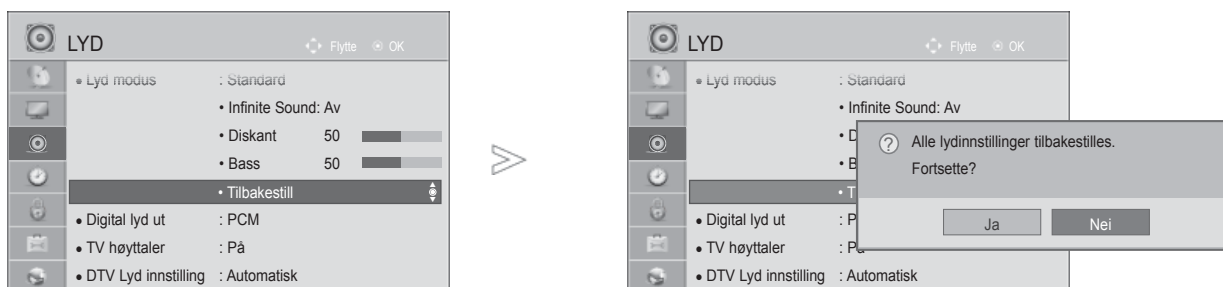 LYD Flytte OK
• Lyd modus : Standard
• Infinite Sound: Av
• Diskant 50
• Bass 50
• Tilbakestill
• Digital lyd ut : PCM
• TV høyttaler : På
• DTV Lyd innstilling : Automatisk
LYD Flytte OK
• Lyd modus : Standard
• Infinite Sound: Av
• D
• B
• T
• Digital lyd ut : P
• TV høyttaler : På
• DTV Lyd innstilling : Automatisk
? Alle lydinnstillinger tilbakestilles.
Fortsette?
Ja Nei